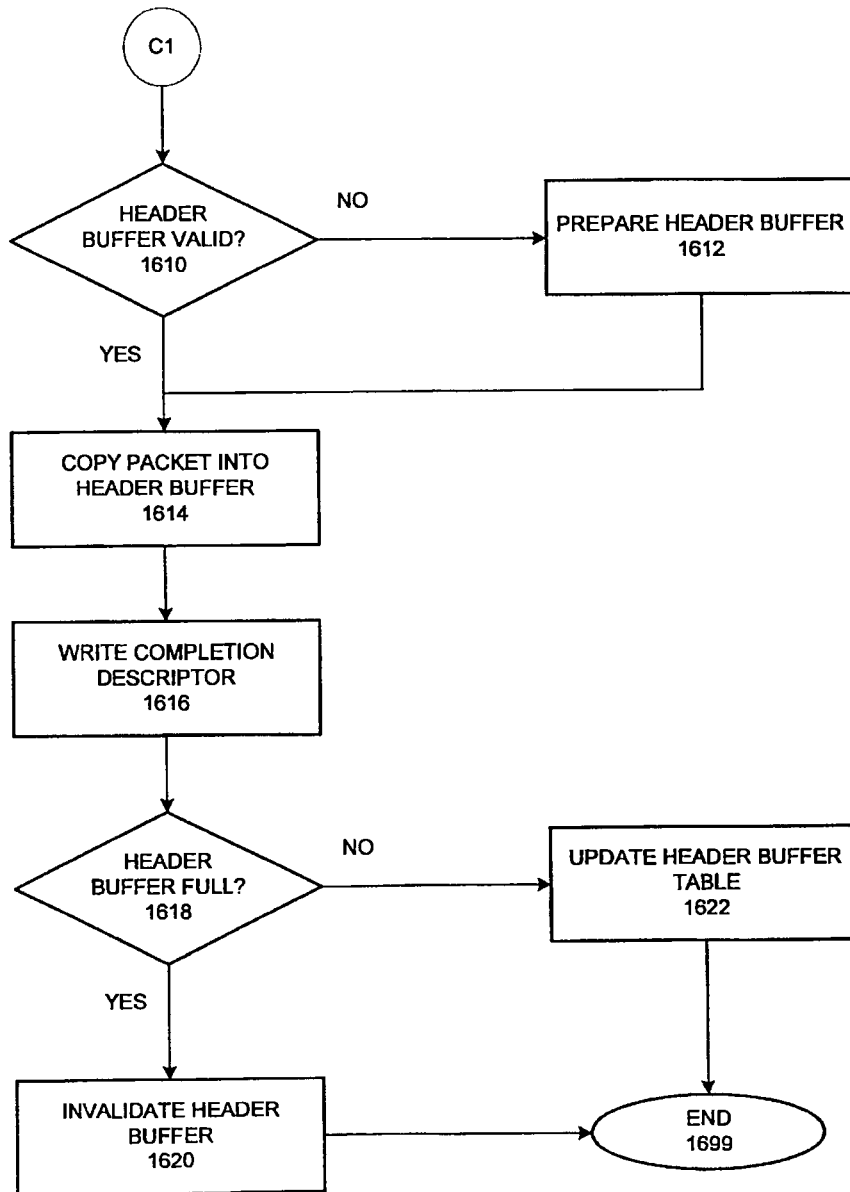 C1
HEADER
BUFFER VALID?
1610
NO
PREPARE HEADER BUFFER
1612
YES
COPY PACKET INTO
HEADER BUFFER
1614
WRITE COMPLETION
DESCRIPTOR
1616
HEADER
BUFFER FULL?
1618
NO
UPDATE HEADER BUFFER
TABLE
1622
YES
INVALIDATE HEADER
BUFFER
1620
END
1699